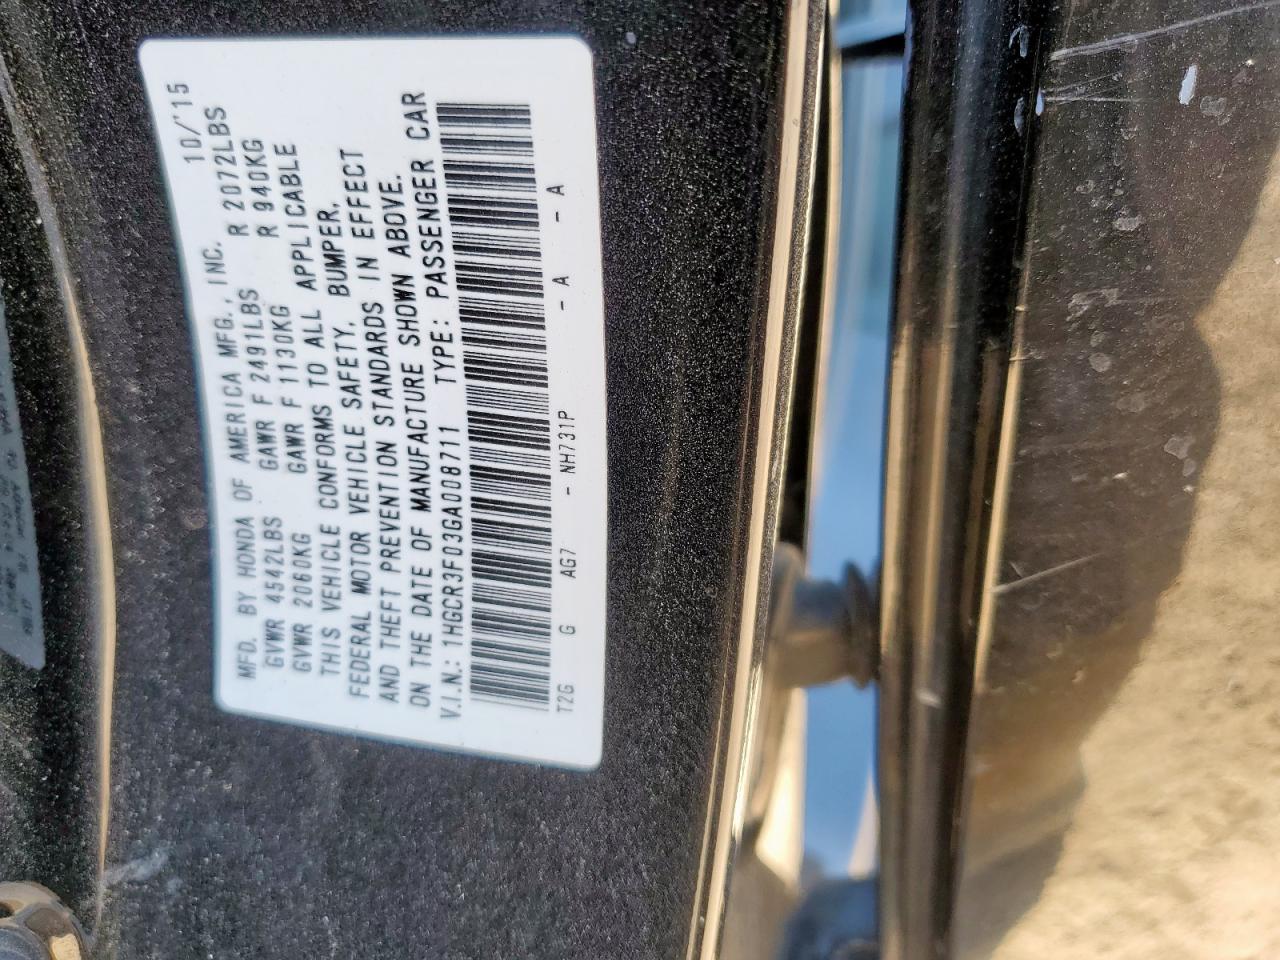 MFD. BY HONDA OF AMERICA MFG., INC. 10/'15
GVWR 4542LBS GAWR F 2491LBS R 2072LBS
GVWR 2060KG GAWR F 1130KG R 940KG
THIS VEHICLE CONFORMS TO ALL APPLICABLE
FEDERAL MOTOR VEHICLE SAFETY, BUMPER,
AND THEFT PREVENTION STANDARDS IN EFFECT
ON THE DATE OF MANUFACTURE SHOWN ABOVE.
V.I.N.: 1HGCR3F03GA008711 TYPE: PASSENGER CAR
T2G G AG7 - NH731P - A - A